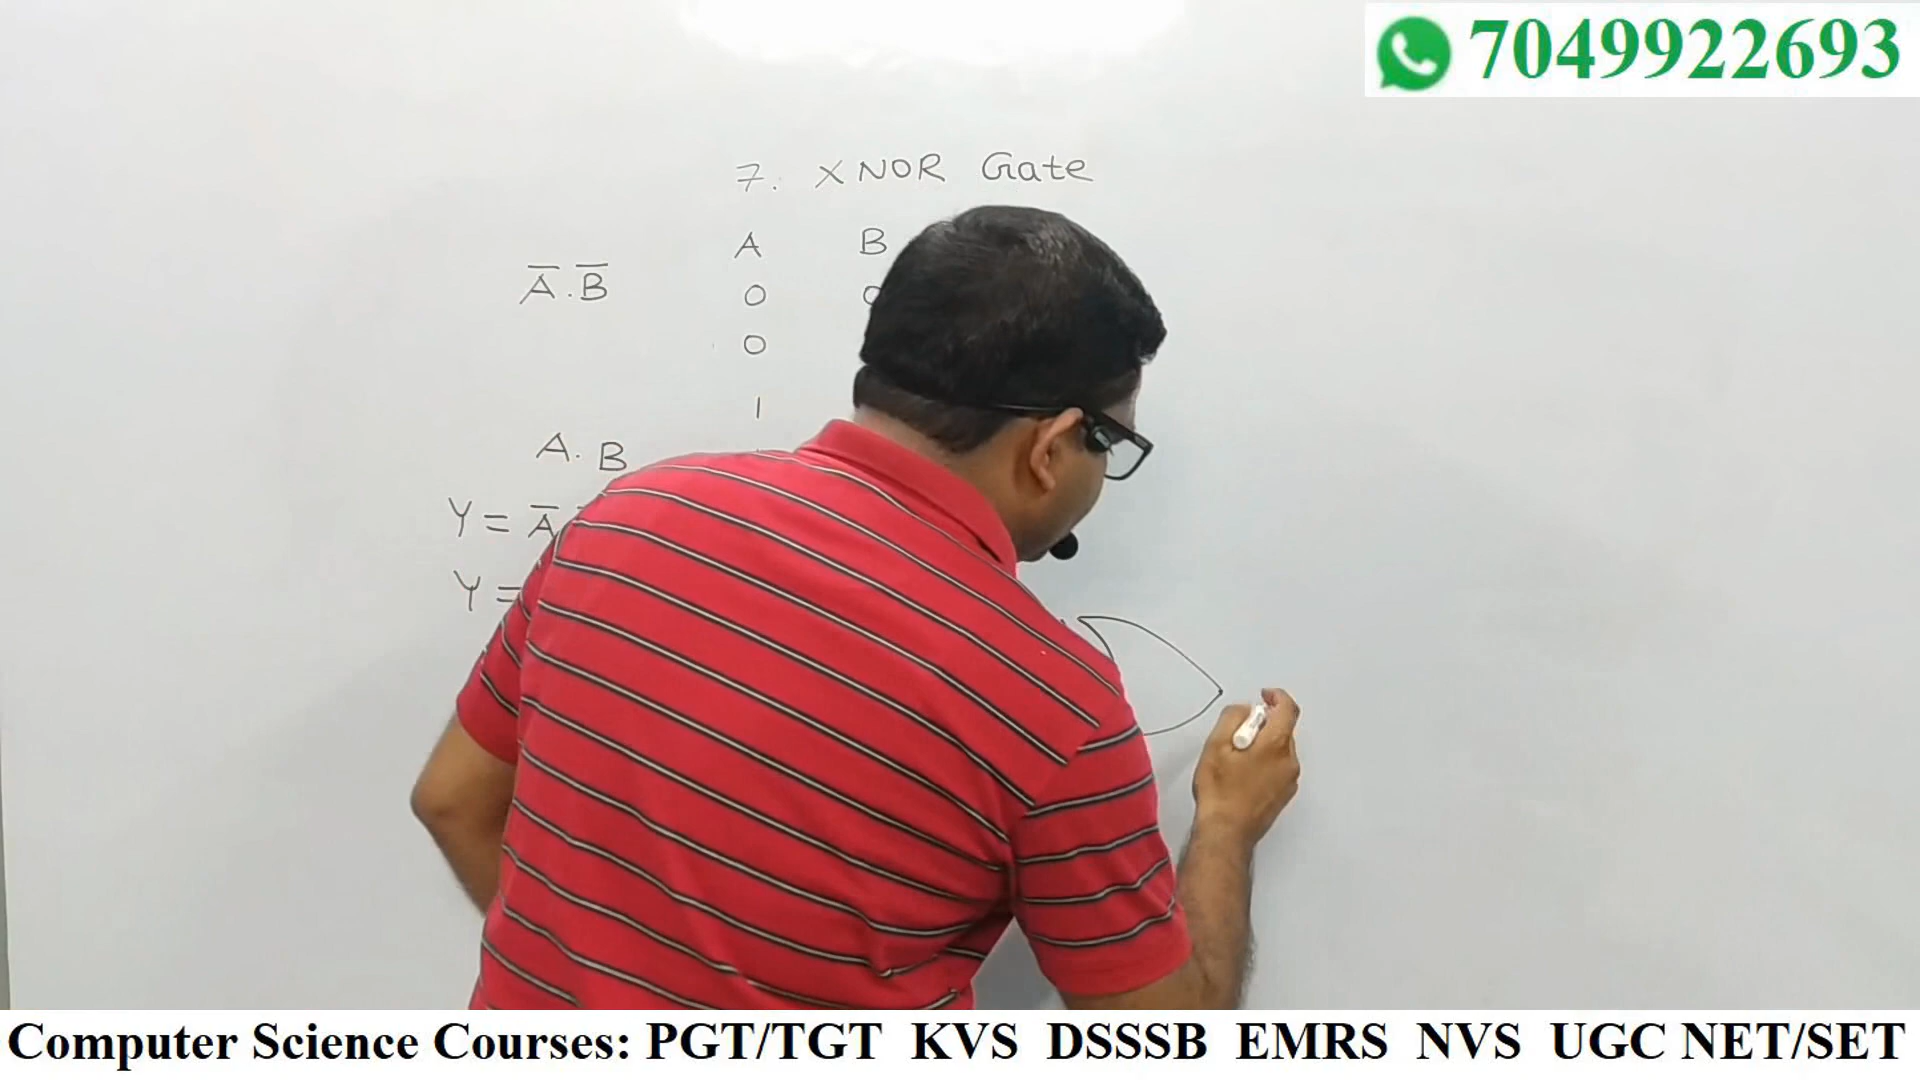 7049922693
7. XNOR Gate
A B
A̅.B̅ 0 0
0
1
A.B
Y = A̅
Y =
Computer Science Courses: PGT/TGT KVS DSSSB EMRS NVS UGC NET/SET